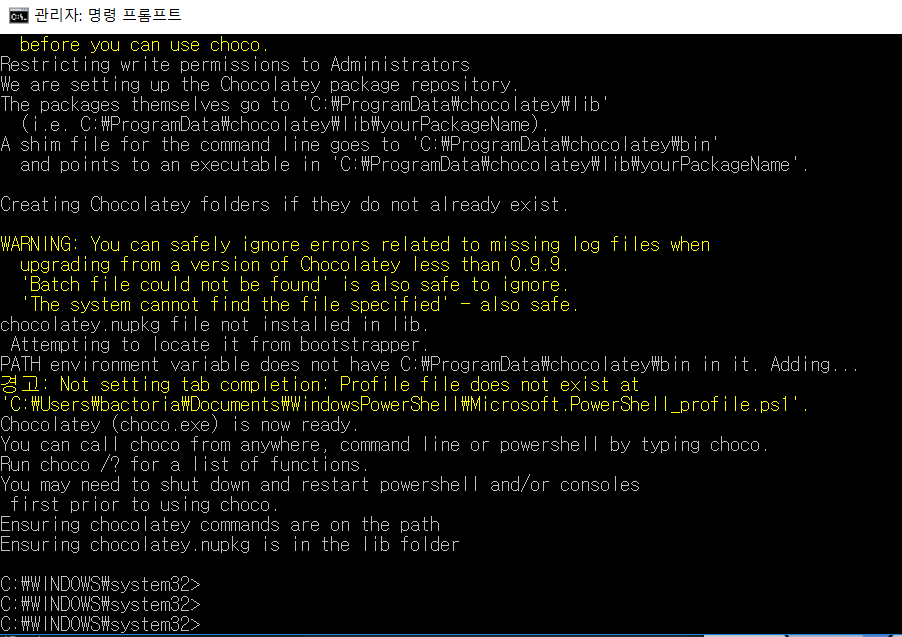 관리자: 명령 프롬프트
before you can use choco.
Restricting write permissions to Administrators
We are setting up the Chocolatey package repository.
The packages themselves go to 'C:₩ProgramData₩chocolatey₩lib'
(i.e. C:₩ProgramData₩chocolatey₩lib₩yourPackageName).
A shim file for the command line goes to 'C:₩ProgramData₩chocolatey₩bin'
and points to an executable in 'C:₩ProgramData₩chocolatey₩lib₩yourPackageName'.
Creating Chocolatey folders if they do not already exist.
WARNING: You can safely ignore errors related to missing log files when
upgrading from a version of Chocolatey less than 0.9.9.
'Batch file could not be found' is also safe to ignore.
'The system cannot find the file specified' - also safe.
chocolatey.nupkg file not installed in lib.
Attempting to locate it from bootstrapper.
PATH environment variable does not have C:₩ProgramData₩chocolatey₩bin in it. Adding...
경고: Not setting tab completion: Profile file does not exist at
'C:₩Users₩bactoria₩Documents₩WindowsPowerShell₩Microsoft.PowerShell_profile.ps1'.
Chocolatey (choco.exe) is now ready.
You can call choco from anywhere, command line or powershell by typing choco.
Run choco /? for a list of functions.
You may need to shut down and restart powershell and/or consoles
first prior to using choco.
Ensuring chocolatey commands are on the path
Ensuring chocolatey.nupkg is in the lib folder
C:₩WINDOWS₩system32>
C:₩WINDOWS₩system32>
C:₩WINDOWS₩system32>